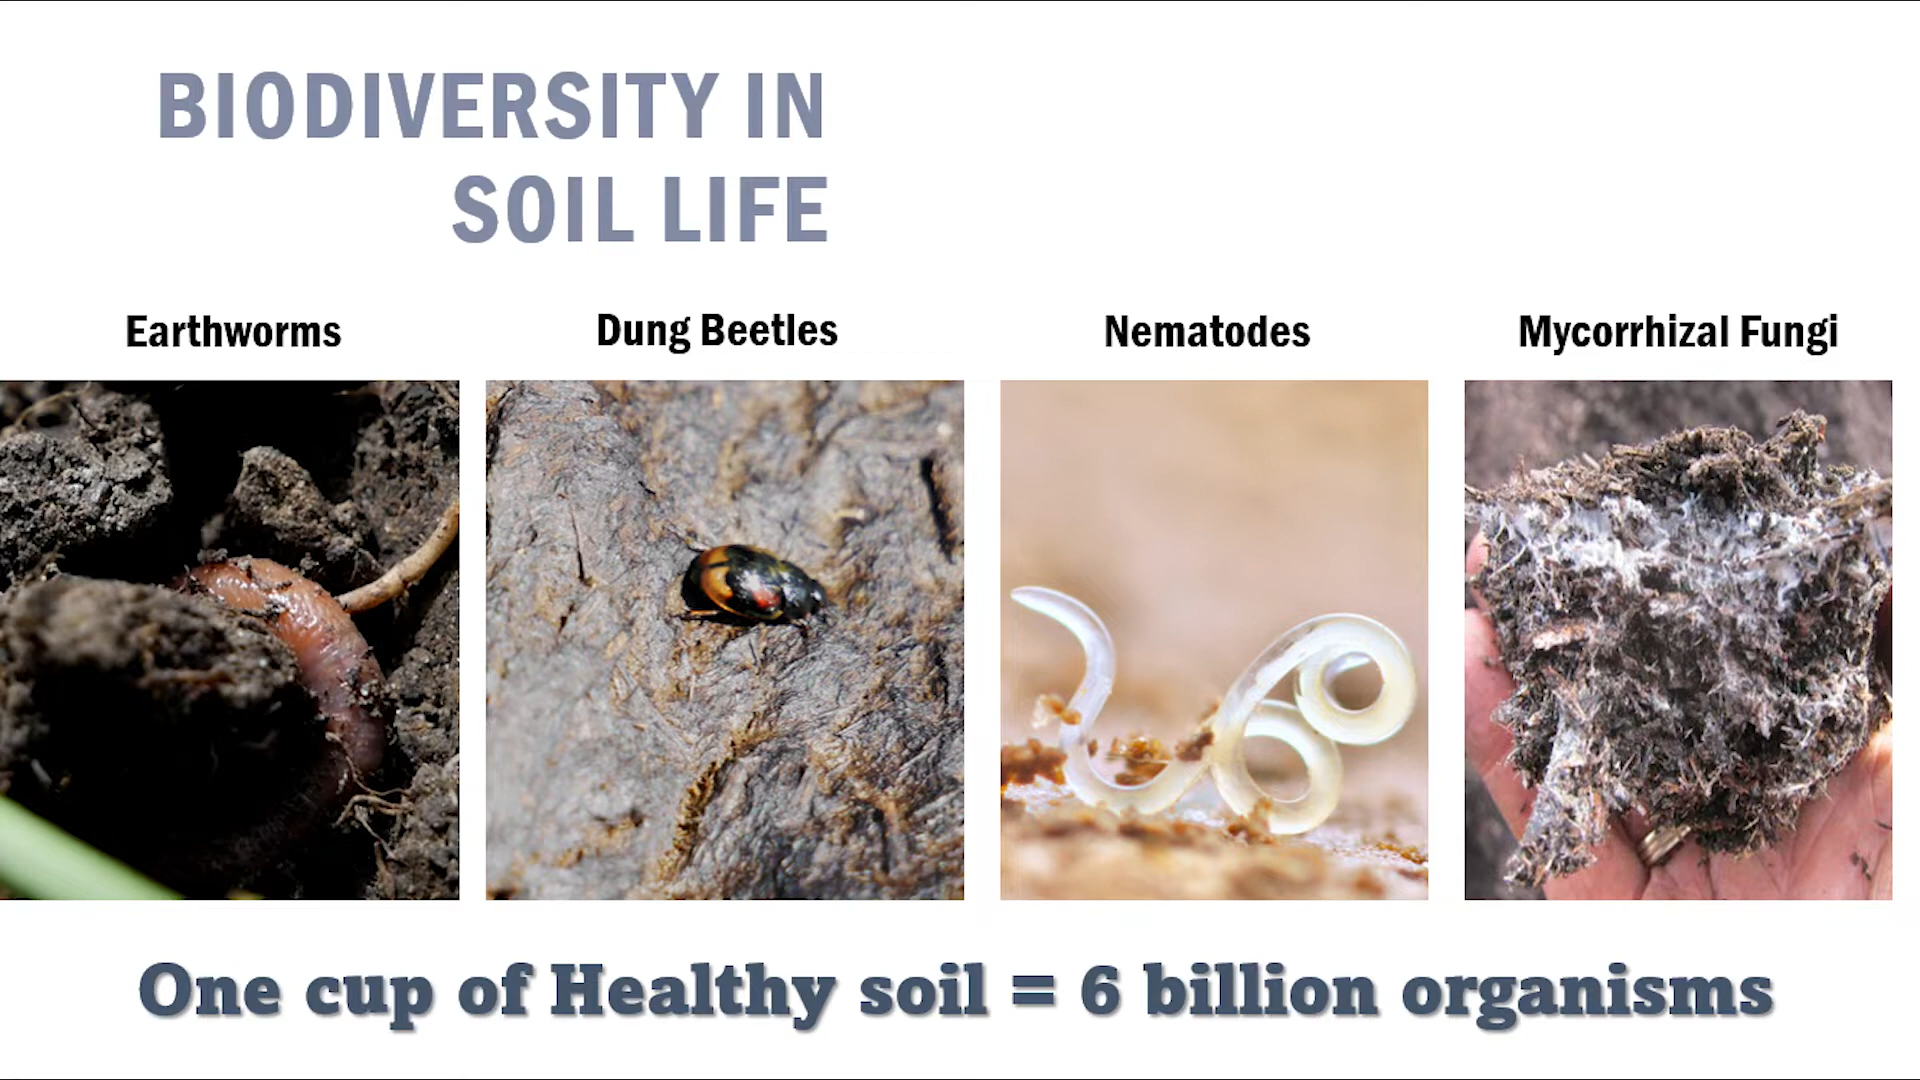 BIODIVERSITY IN
SOIL LIFE
Earthworms
Dung Beetles
Nematodes
Mycorrhizal Fungi
One cup of Healthy soil = 6 billion organisms